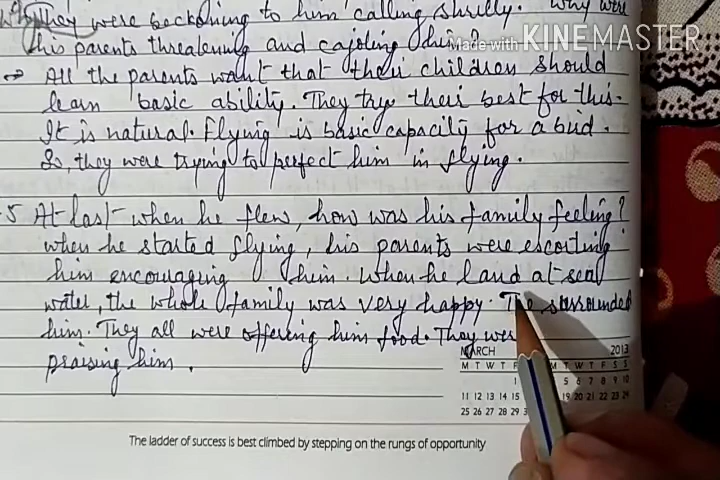 They were beckoning to him calling shrilly. Why were
his parents threatening and cajoling him?
Made with KINEMASTER
→ All the parents want that their children should
learn basic ability. They trys their best for this.
It is natural. Flying is basic capacity for a bird.
So, they were trying to perfect him in flying.
5 At last when he flew, how was his family feeling?
when he started flying, his parents were escorting
him encouraging him. When he land at sea
water, the whole family was very happy. The surrounded
him. They all were offering him food. They wer
praising him.
MARCH 2013
M T W T F S S
1
5 6 7 8 9 10
11 12 13 14 15 19 20 21 22 23 24
25 26 27 28 29
The ladder of success is best climbed by stepping on the rungs of opportunity